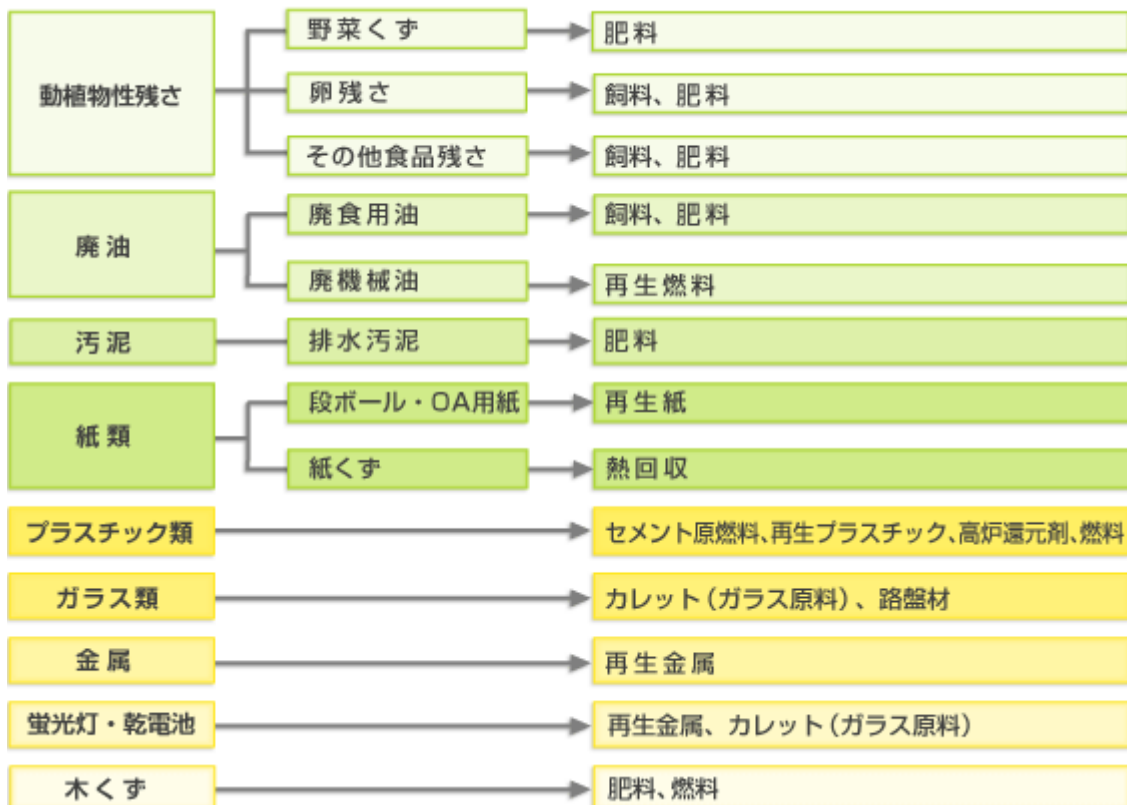 動植物性残さ
野菜くず
肥料
卵残さ
飼料、肥料
その他食品残さ
飼料、肥料
廃油
廃食用油
飼料、肥料
廃機械油
再生燃料
汚泥
排水汚泥
肥料
紙類
段ボール・OA用紙
再生紙
紙くず
熱回収
プラスチック類
セメント原燃料、再生プラスチック、高炉還元剤、燃料
ガラス類
カレット(ガラス原料)、路盤材
金属
再生金属
蛍光灯・乾電池
再生金属、カレット(ガラス原料)
木くず
肥料、燃料